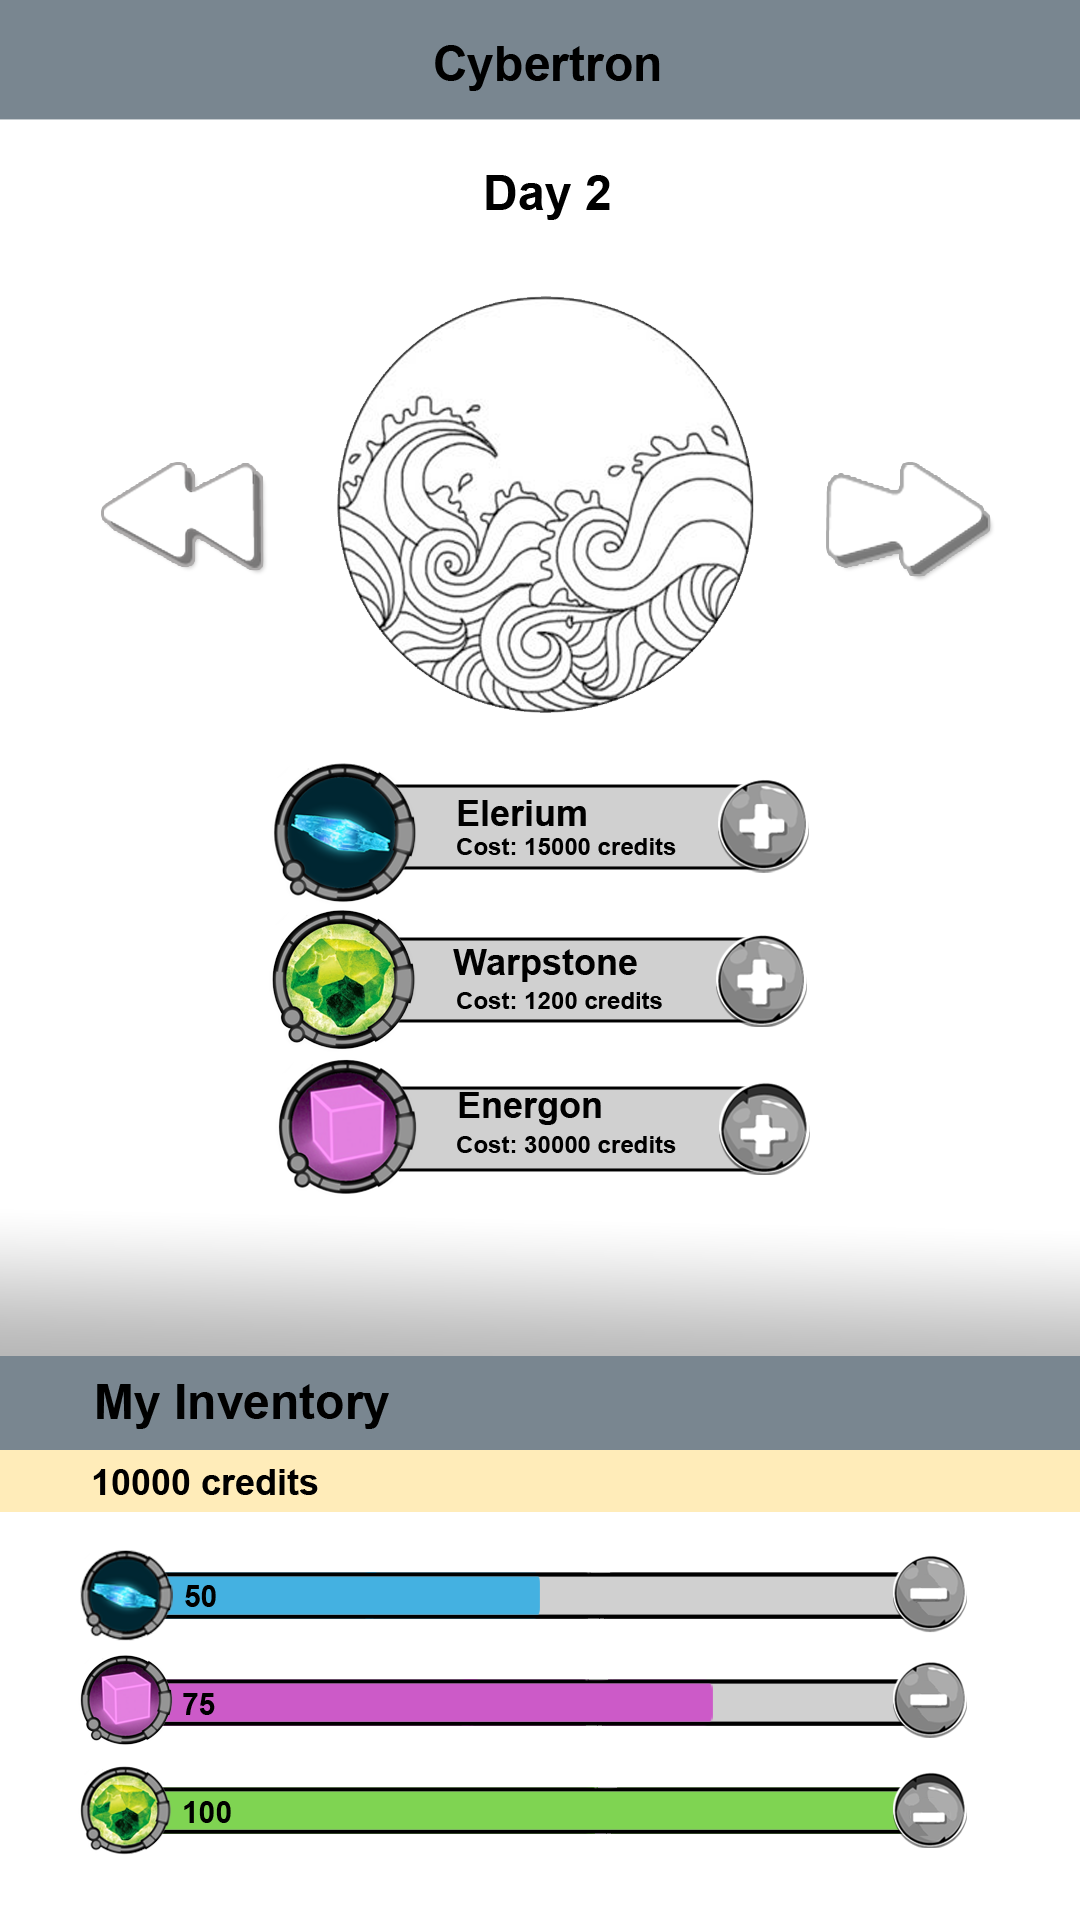 Cybertron
Day 2
Elerium
Cost: 15000 credits
Warpstone
Cost: 1200 credits
Energon
Cost: 30000 credits
My Inventory
10000 credits
50
75
100